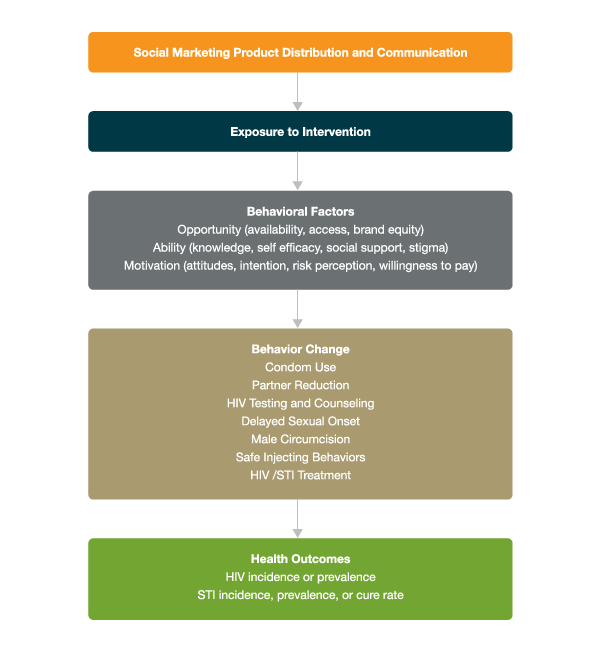 Social Marketing Product Distribution and Communication
Exposure to Intervention
Behavioral Factors
Opportunity (availability, access, brand equity)
Ability (knowledge, self efficacy, social support, stigma)
Motivation (attitudes, intention, risk perception, willingness to pay)
Behavior Change
Condom Use
Partner Reduction
HIV Testing and Counseling
Delayed Sexual Onset
Male Circumcision
Safe Injecting Behaviors
HIV /STI Treatment
Health Outcomes
HIV incidence or prevalence
STI incidence, prevalence, or cure rate